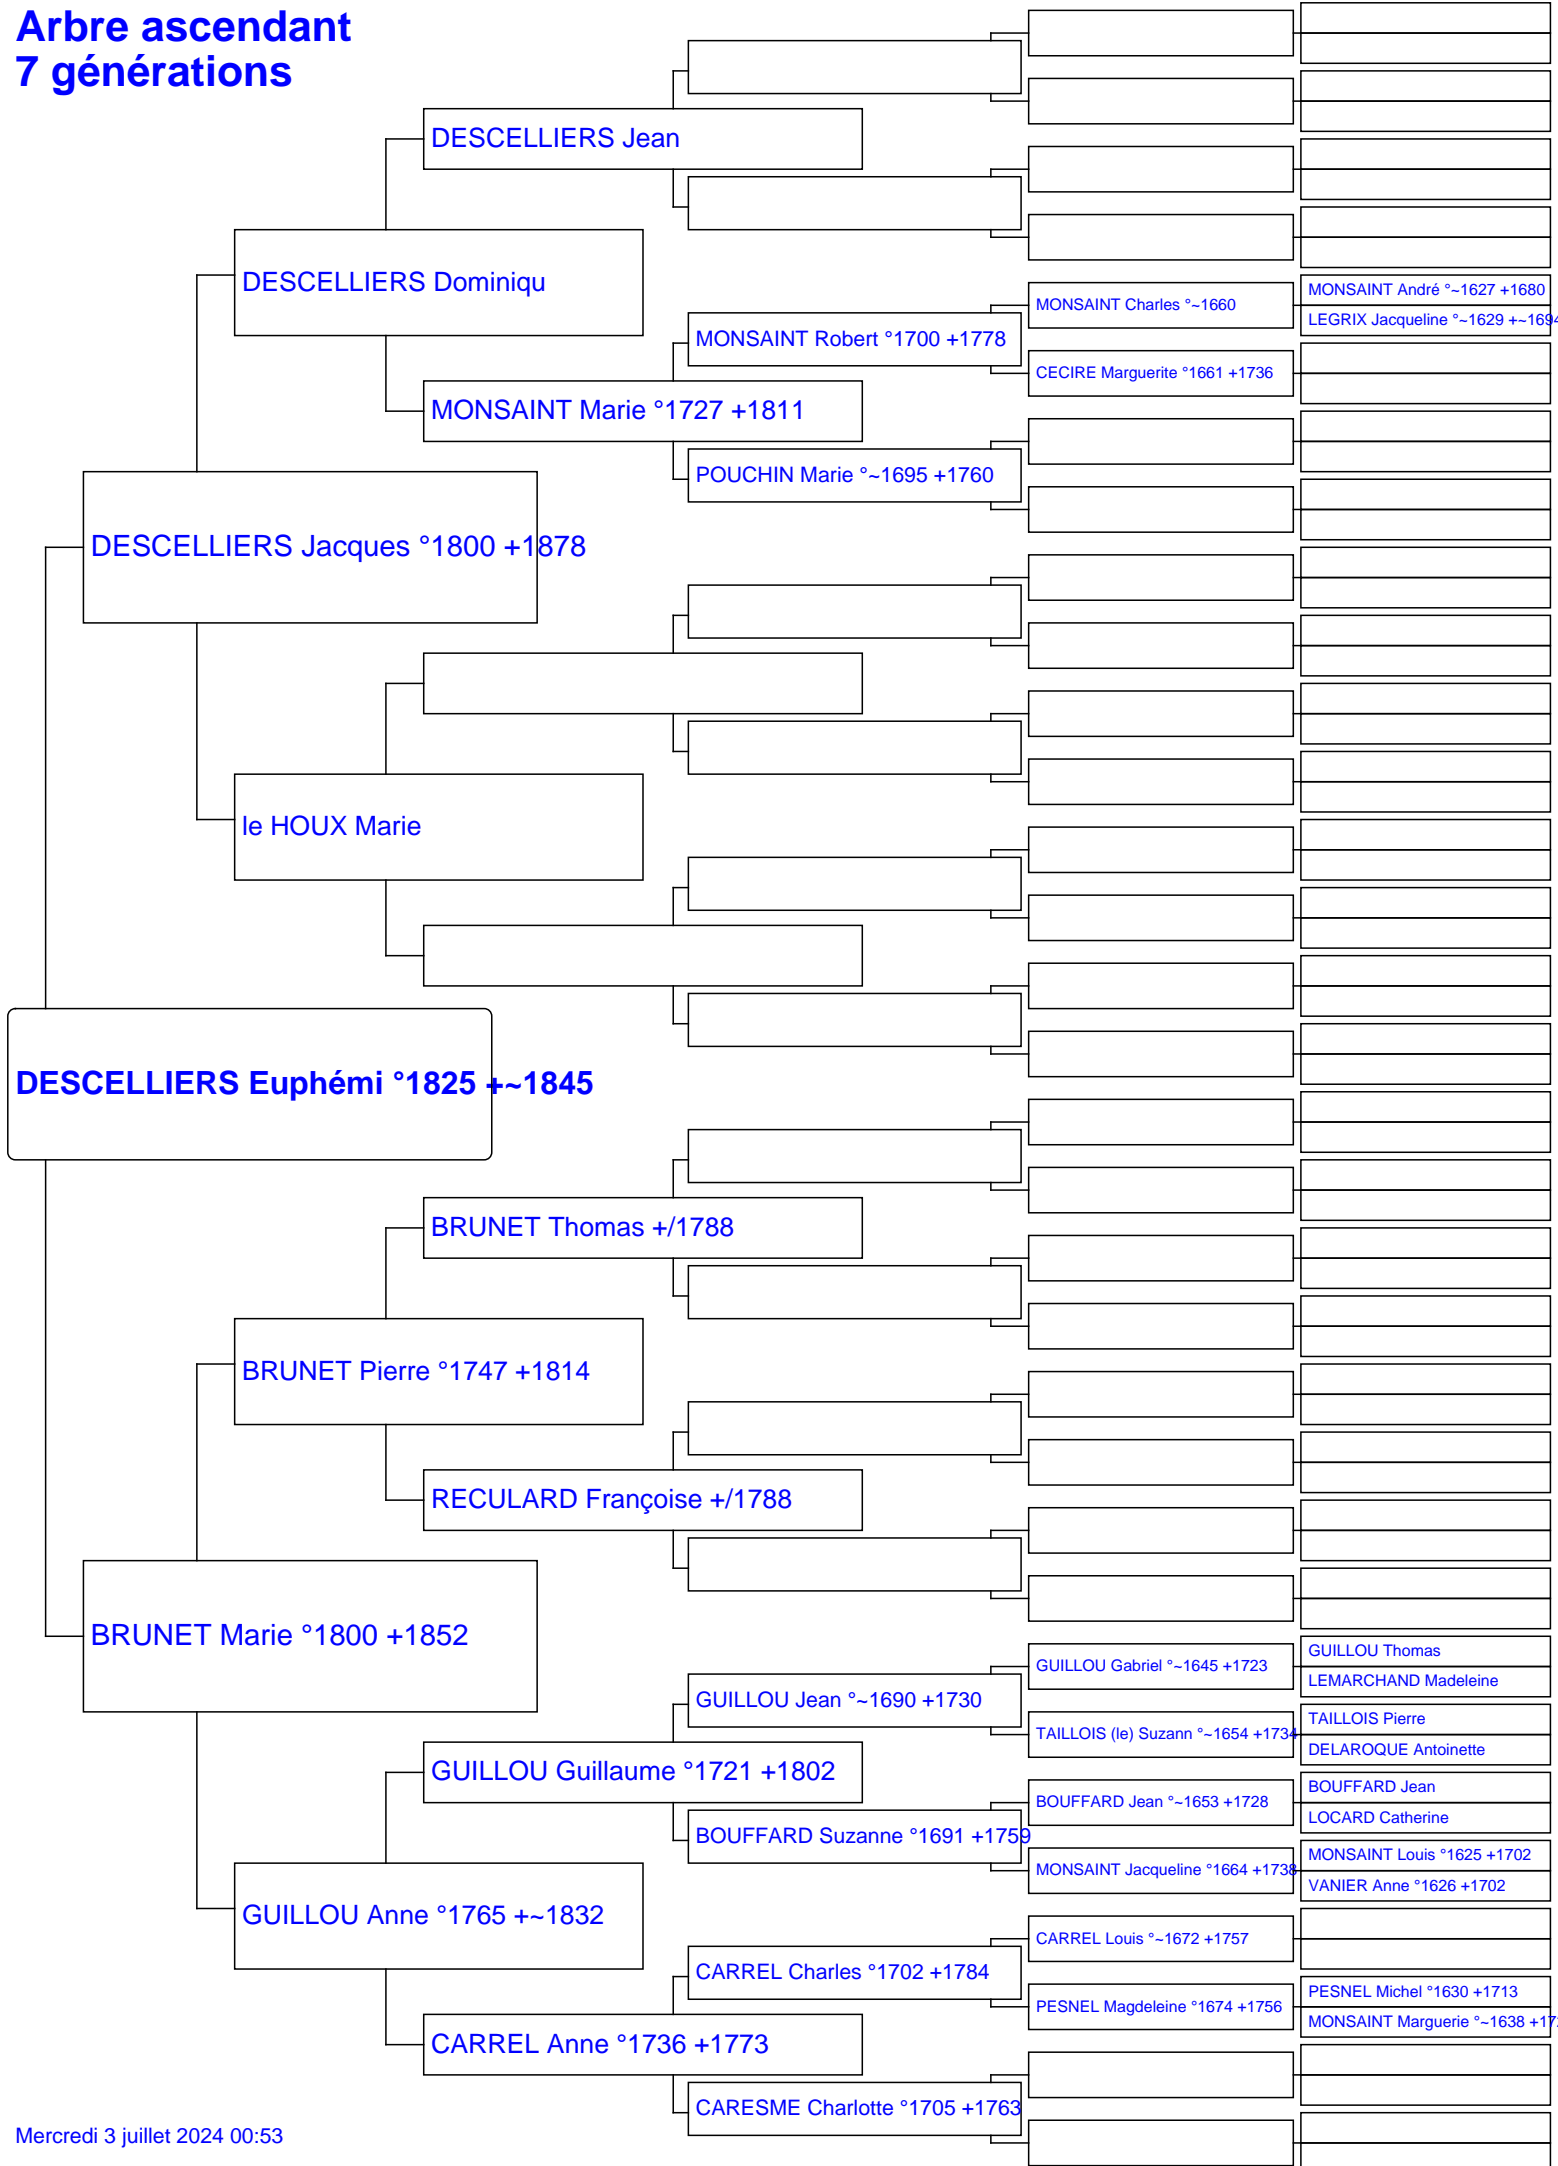 Arbre ascendant
7 générations
DESCELLIERS Jean
DESCELLIERS Dominiqu
MONSAINT André °~1627 +1680
MONSAINT Charles °~1660
LEGRIX Jacqueline °~1629 +~1694
MONSAINT Robert °1700 +1778
CECIRE Marguerite °1661 +1736
MONSAINT Marie °1727 +1811
POUCHIN Marie °~1695 +1760
DESCELLIERS Jacques °1800 +1878
le HOUX Marie
DESCELLIERS Euphémi °1825 +~1845
BRUNET Thomas +/1788
BRUNET Pierre °1747 +1814
RECULARD Françoise +/1788
BRUNET Marie °1800 +1852
GUILLOU Thomas
GUILLOU Gabriel °~1645 +1723
LEMARCHAND Madeleine
GUILLOU Jean °~1690 +1730
TAILLOIS Pierre
TAILLOIS (le) Suzann °~1654 +1734
DELAROQUE Antoinette
GUILLOU Guillaume °1721 +1802
BOUFFARD Jean
BOUFFARD Jean °~1653 +1728
LOCARD Catherine
BOUFFARD Suzanne °1691 +1759
MONSAINT Louis °1625 +1702
MONSAINT Jacqueline °1664 +1738
VANIER Anne °1626 +1702
GUILLOU Anne °1765 +~1832
CARREL Louis °~1672 +1757
CARREL Charles °1702 +1784
PESNEL Michel °1630 +1713
PESNEL Magdeleine °1674 +1756
MONSAINT Marguerie °~1638
CARREL Anne °1736 +1773
CARESME Charlotte °1705 +1763
Mercredi 3 juillet 2024 00:53